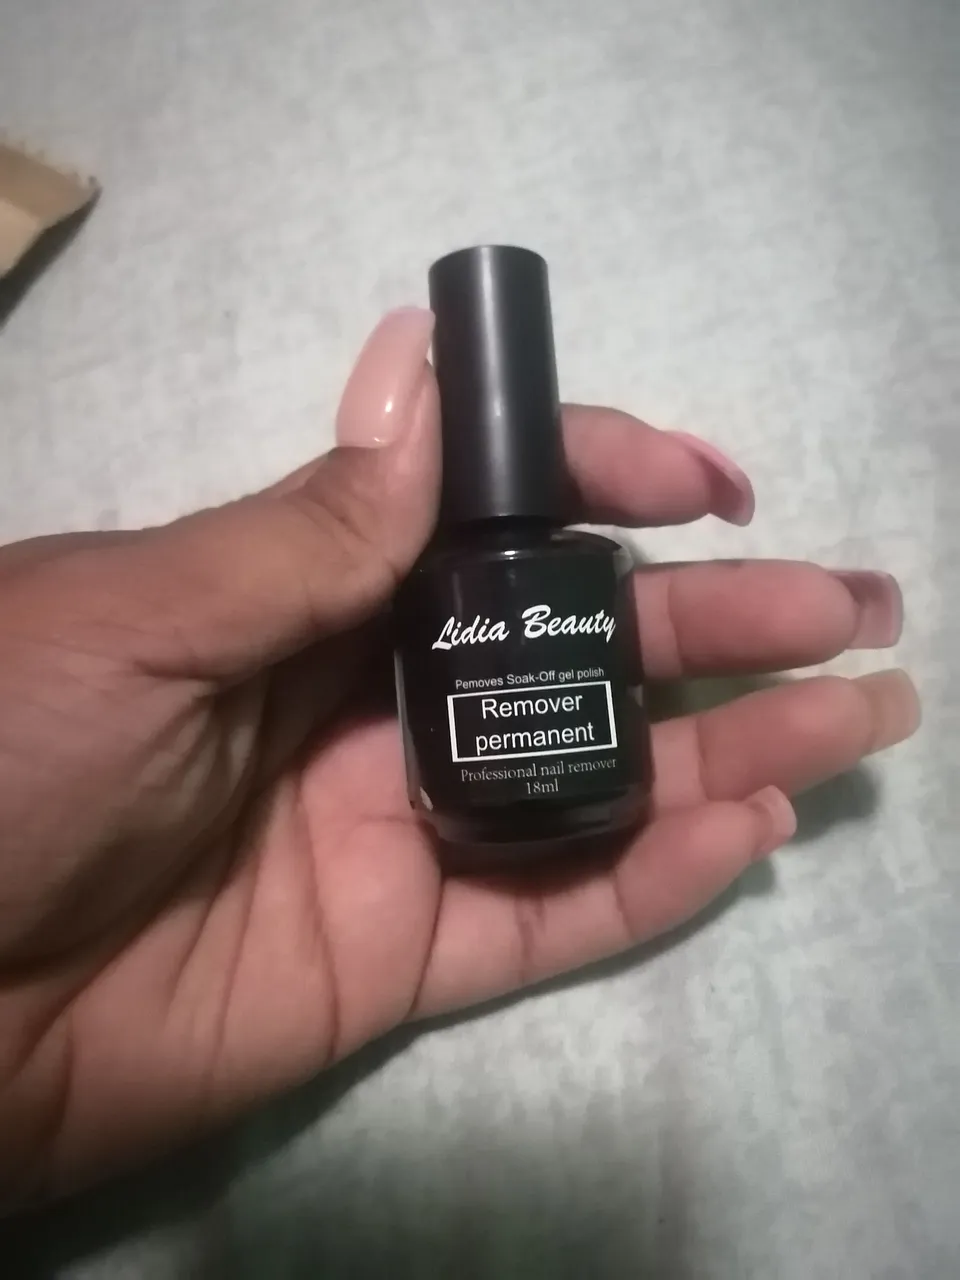 Lidia Beauty
Pemoves Soak-Off gel polish
Remover
permanent
Professional nail remover
18ml